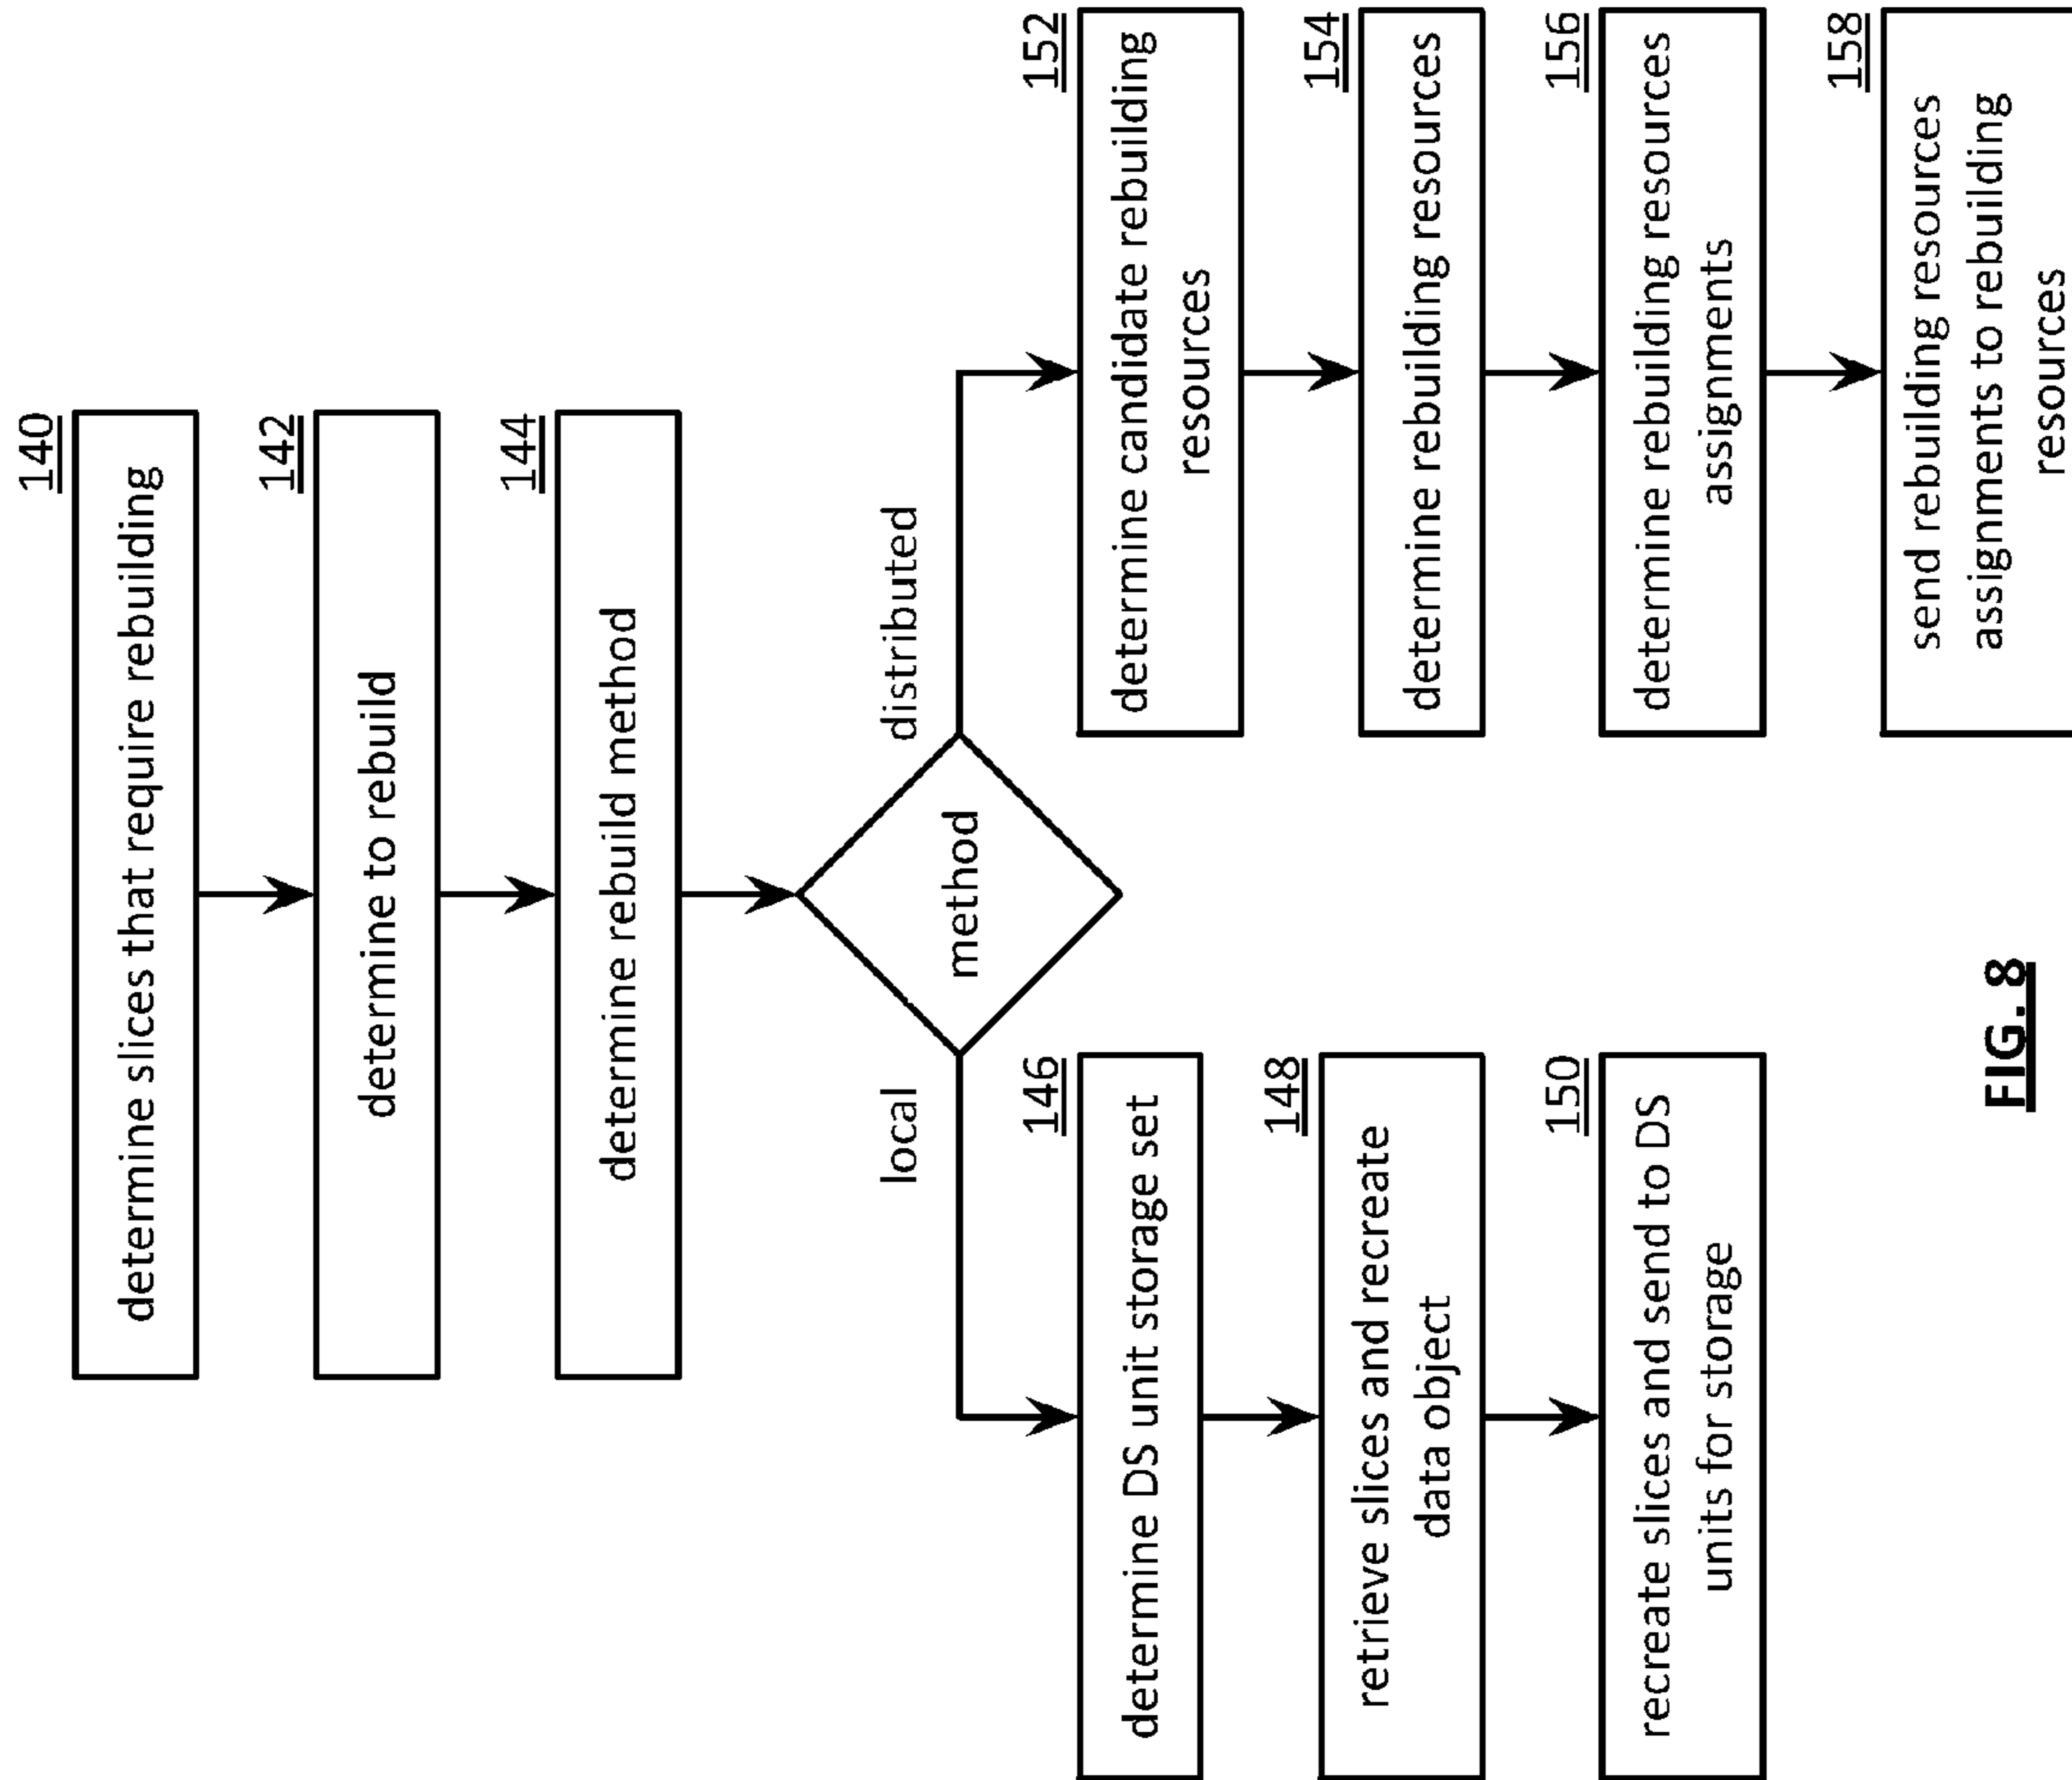 140
determine slices that require rebuilding
142
determine to rebuild
144
determine rebuild method
method
local
distributed
146
determine DS unit storage set
148
retrieve slices and recreate
data object
150
recreate slices and send to DS
units for storage
152
determine candidate rebuilding
resources
154
determine rebuilding resources
156
determine rebuilding resources
assignments
158
send rebuilding resources
assignments to rebuilding
resources
FIG. 8